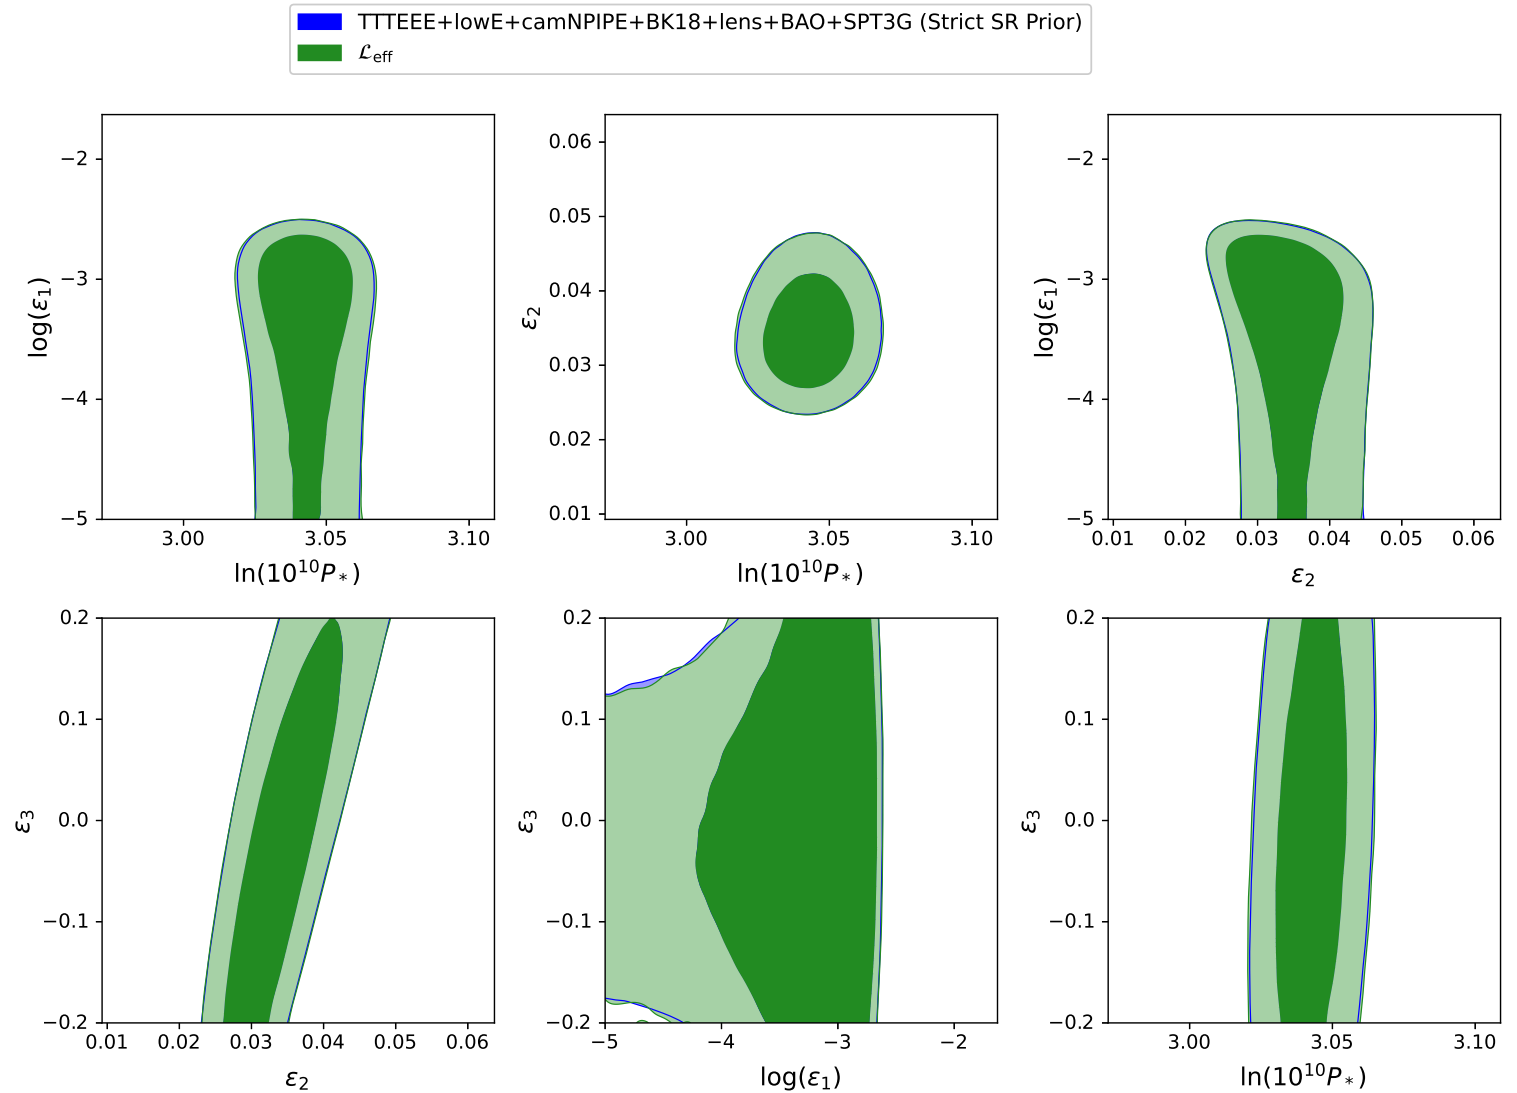 TTTEEE+lowE+camNPIPE+BK18+lens+BAO+SPT3G (Strict SR Prior)
ℒeff
−2
−3
−4
−5
log(ε₁)
3.00 3.05 3.10
ln(10¹⁰P∗)
0.06
0.05
0.04
0.03
0.02
0.01
ε₂
3.00 3.05 3.10
ln(10¹⁰P∗)
−2
−3
−4
−5
log(ε₁)
0.01 0.02 0.03 0.04 0.05 0.06
ε₂
0.2
0.1
0.0
−0.1
−0.2
ε₃
0.01 0.02 0.03 0.04 0.05 0.06
ε₂
0.2
0.1
0.0
−0.1
−0.2
ε₃
−5 −4 −3 −2
log(ε₁)
0.2
0.1
0.0
−0.1
−0.2
ε₃
3.00 3.05 3.10
ln(10¹⁰P∗)